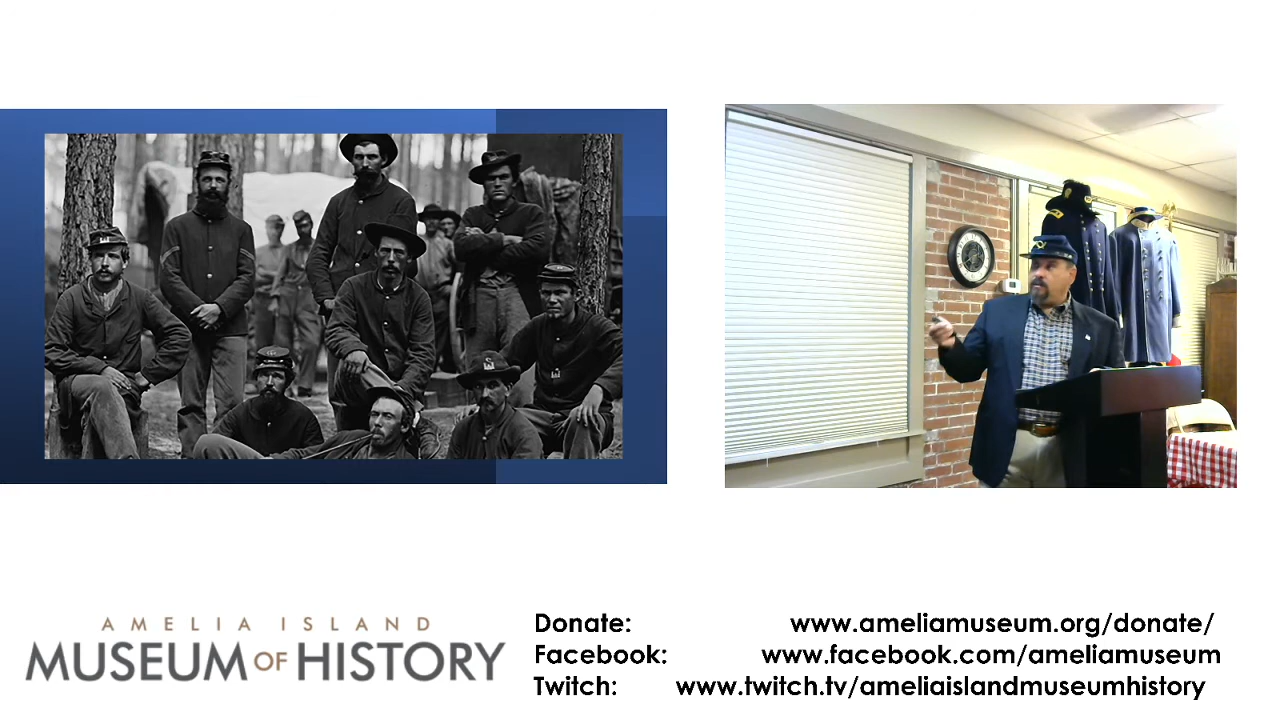 AMELIA ISLAND
MUSEUM OF HISTORY
Donate: www.ameliamuseum.org/donate/
Facebook: www.facebook.com/ameliamuseum
Twitch: www.twitch.tv/ameliaislandmuseumhistory